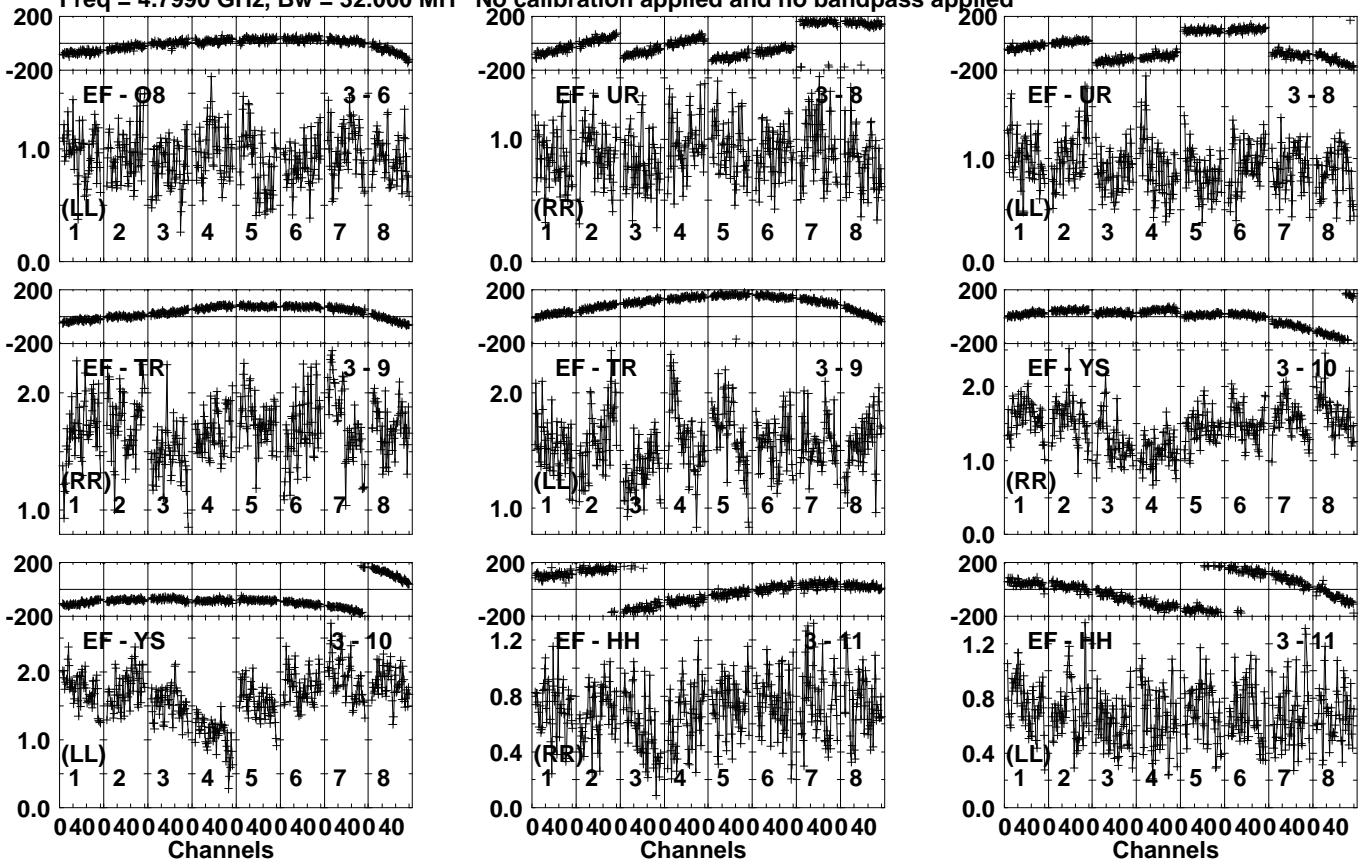 Freq = 4.7990 GHz, Bw = 32.000 MH No calibration applied and no bandpass applied
200
-200
EF - O8 3 - 6
1.0
(LL)
1 2 3 4 5 6 7 8
0.0
200
-200
EF - UR 3 - 8
1.0
(RR)
1 2 3 4 5 6 7 8
0.0
200
-200
EF - UR 3 - 8
1.0
(LL)
1 2 3 4 5 6 7 8
0.0
200
-200
EF - TR 3 - 9
2.0
(RR)
1 2 3 4 5 6 7 8
1.0
200
-200
EF - TR 3 - 9
2.0
(LL)
1 2 3 4 5 6 7 8
1.0
200
-200
EF - YS 3 - 10
2.0
1.0
(RR)
1 2 3 4 5 6 7 8
0.0
200
-200
EF - YS 3 - 10
2.0
1.0
(LL)
1 2 3 4 5 6 7 8
0.0
0 40 0 40 0 40 0 40 0 40 0 40 0 40 0 40
Channels
200
-200
EF - HH 3 - 11
1.2
0.8
0.4
(RR)
1 2 3 4 5 6 7 8
0.0
0 40 0 40 0 40 0 40 0 40 0 40 0 40 0 40
Channels
200
-200
EF - HH 3 - 11
1.2
0.8
0.4
(LL)
1 2 3 4 5 6 7 8
0.0
0 40 0 40 0 40 0 40 0 40 0 40 0 40 0 40
Channels